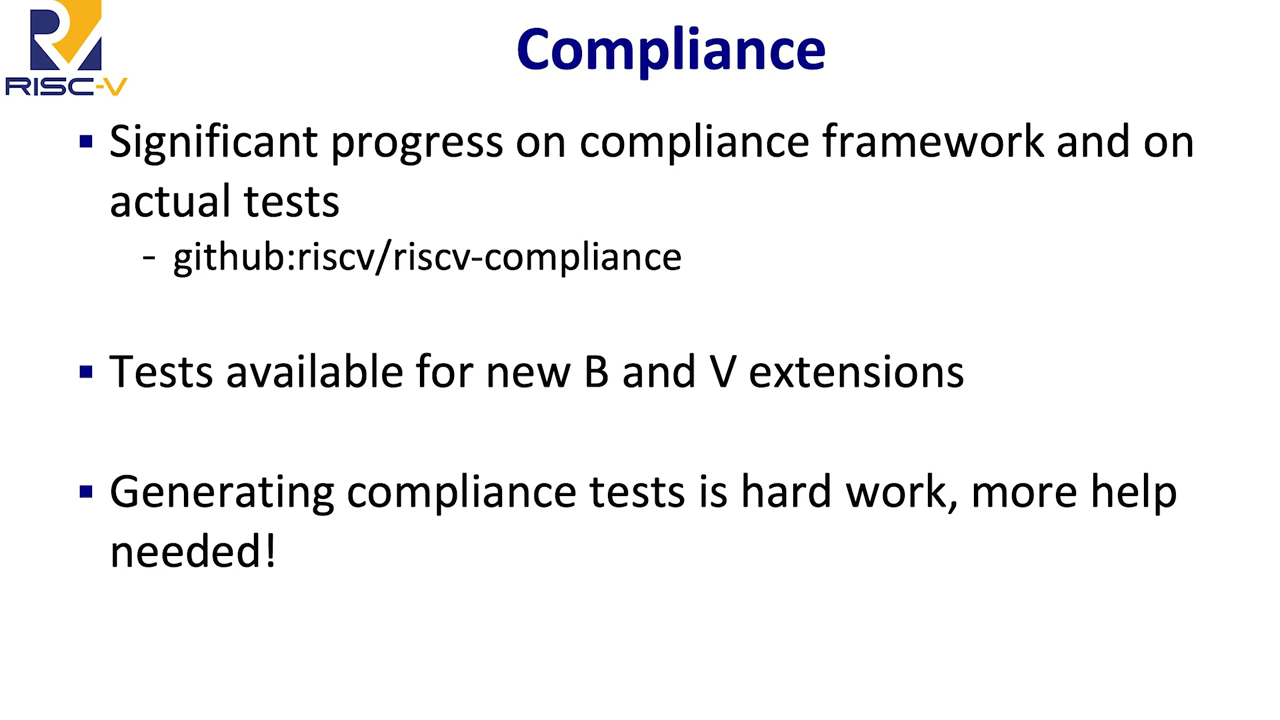 RISC-V
Compliance
▪ Significant progress on compliance framework and on
actual tests
- github:riscv/riscv-compliance
▪ Tests available for new B and V extensions
▪ Generating compliance tests is hard work, more help
needed!